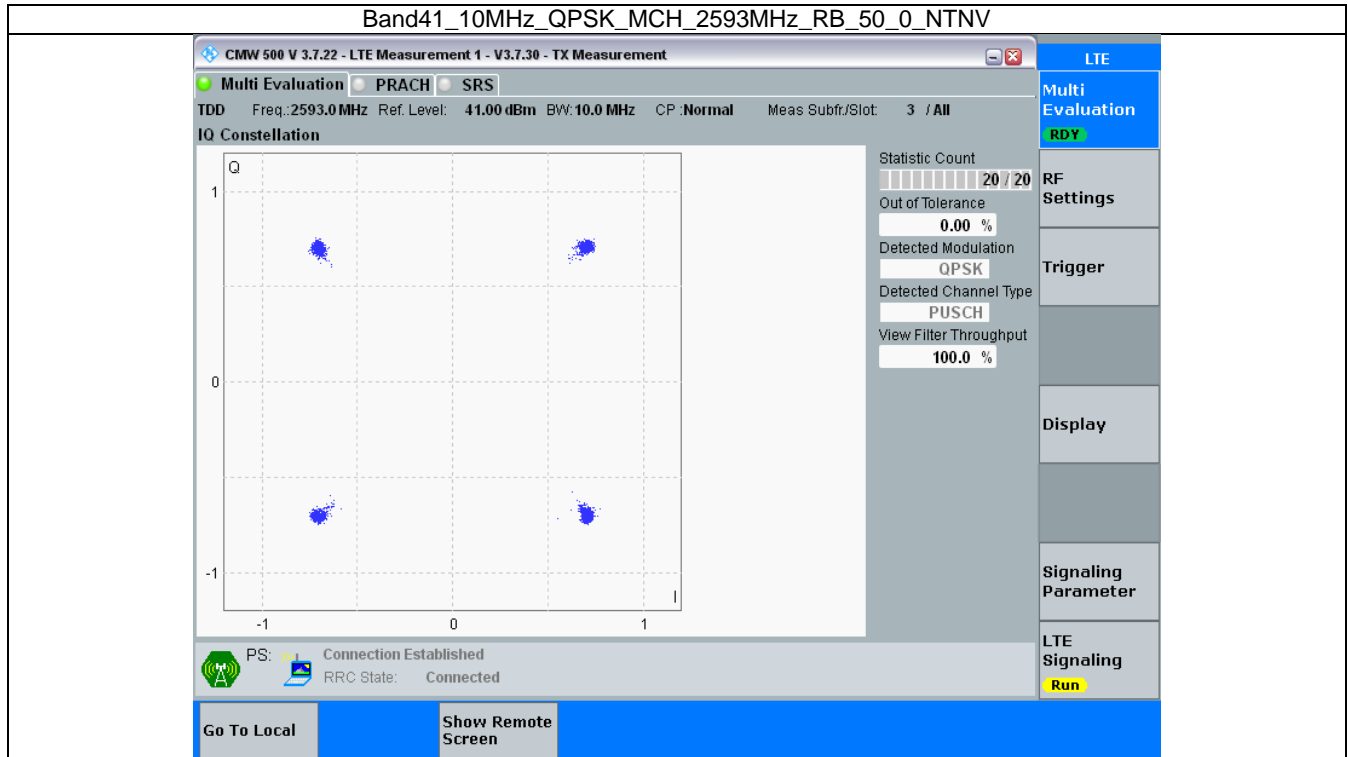 Band41_10MHz_QPSK_MCH_2593MHz_RB_50_0_NTNV
CMW 500 V 3.7.22 - LTE Measurement 1 - V3.7.30 - TX Measurement
LTE
Multi Evaluation PRACH SRS
TDD Freq.:2593.0 MHz Ref. Level: 41.00 dBm BW:10.0 MHz CP :Normal Meas Subfr./Slot: 3 / All
IQ Constellation
Q
1
0
-1
I
-1 0 1
Statistic Count
20 / 20
Out of Tolerance
0.00 %
Detected Modulation
QPSK
Detected Channel Type
PUSCH
View Filter Throughput
100.0 %
Multi
Evaluation
RDY
RF
Settings
Trigger
Display
Signaling
Parameter
LTE
Signaling
Run
PS: Connection Established
RRC State: Connected
Go To Local
Show Remote
Screen